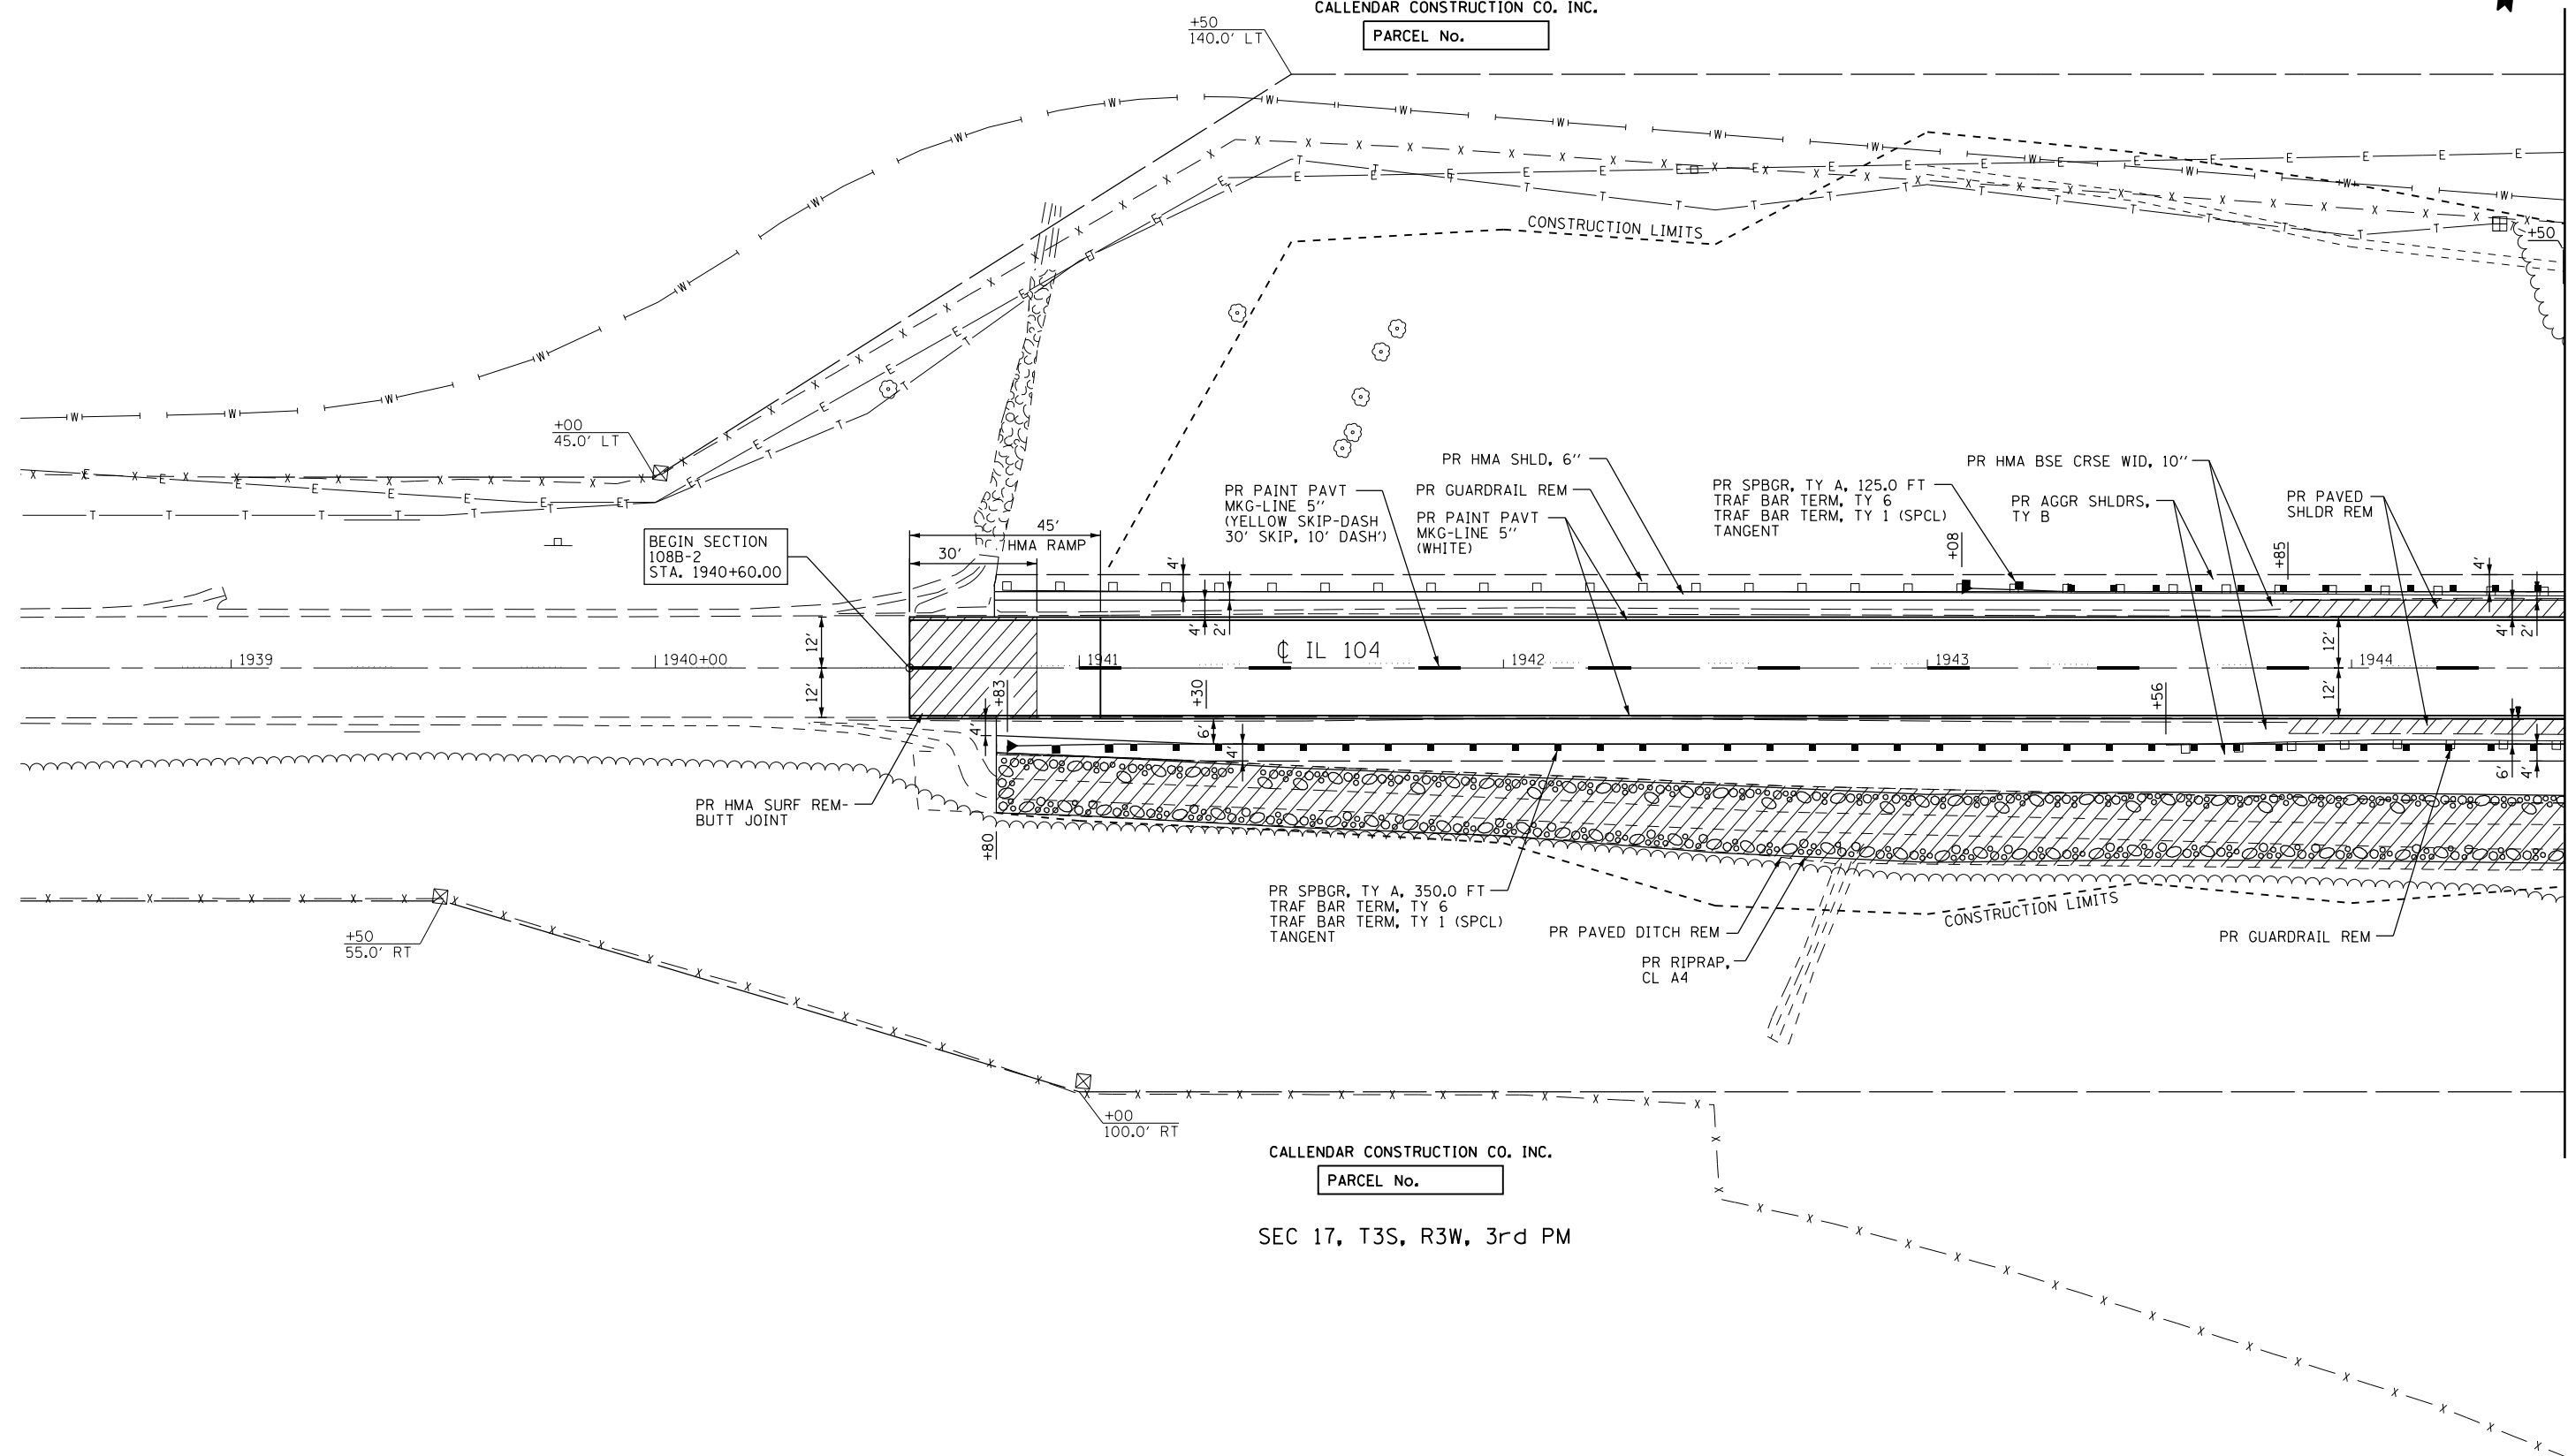 CALLENDAR CONSTRUCTION CO. INC.
PARCEL No.
+50
140.0' LT
CONSTRUCTION LIMITS
+50
+00
45.0' LT
BEGIN SECTION
108B-2
STA. 1940+60.00
45'
HMA RAMP
30'
PR PAINT PAVT
MKG-LINE 5"
(YELLOW SKIP-DASH
30' SKIP, 10' DASH')
PR HMA SHLD, 6"
PR GUARDRAIL REM
PR PAINT PAVT
MKG-LINE 5"
(WHITE)
PR SPBGR, TY A, 125.0 FT
TRAF BAR TERM, TY 6
TRAF BAR TERM, TY 1 (SPCL)
TANGENT
PR HMA BSE CRSE WID, 10"
PR AGGR SHLDRS,
TY B
PR PAVED
SHLDR REM
+08
+85
4'
4'
4'
2'
4'
2'
12'
12'
12'
12'
1939
1940+00
1941
1942
1943
1944
℄ IL 104
+83
+30
+56
4'
6'
4'
6'
4'
PR HMA SURF REM-
BUTT JOINT
+80
PR SPBGR, TY A, 350.0 FT
TRAF BAR TERM, TY 6
TRAF BAR TERM, TY 1 (SPCL)
TANGENT
PR PAVED DITCH REM
PR RIPRAP,
CL A4
CONSTRUCTION LIMITS
PR GUARDRAIL REM
+50
55.0' RT
+00
100.0' RT
CALLENDAR CONSTRUCTION CO. INC.
PARCEL No.
SEC 17, T3S, R3W, 3rd PM